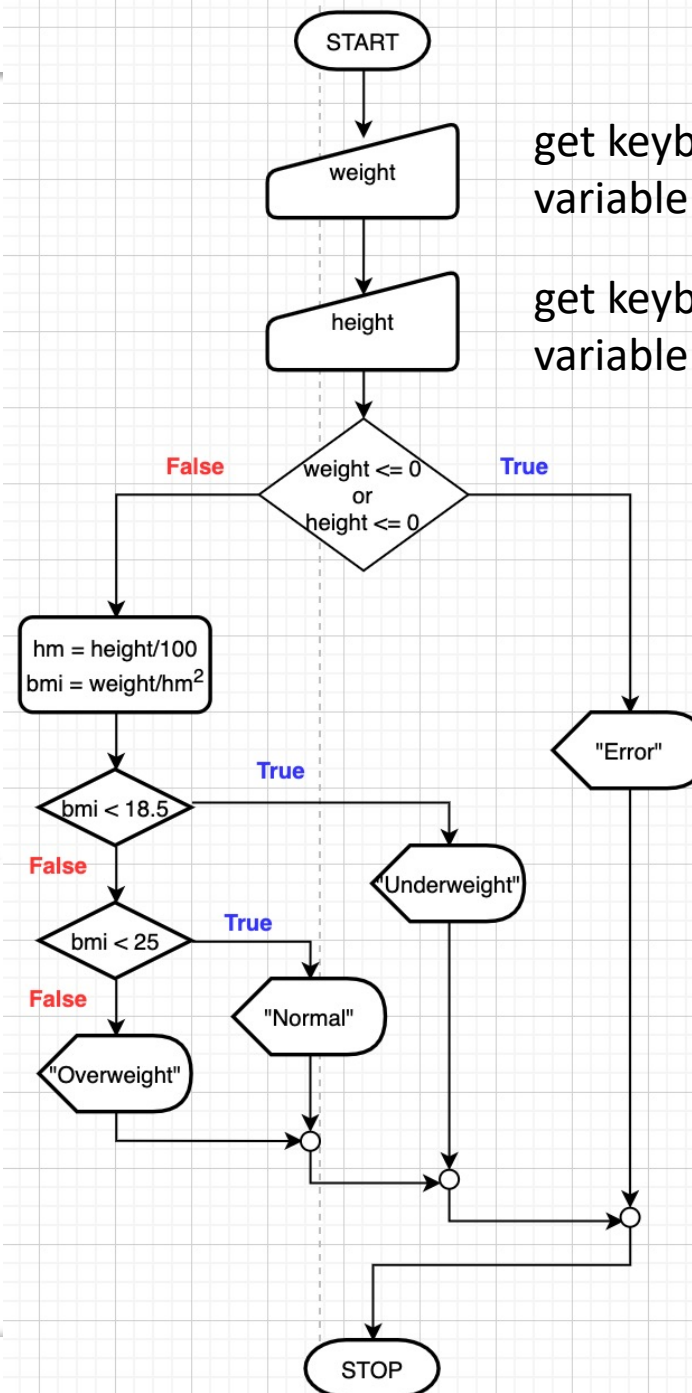 START
weight
get keyb
variable
height
get keyb
variable
False
weight <= 0
or
height <= 0
True
hm = height/100
bmi = weight/hm²
"Error"
True
bmi < 18.5
False
"Underweight"
True
bmi < 25
False
"Normal"
"Overweight"
STOP